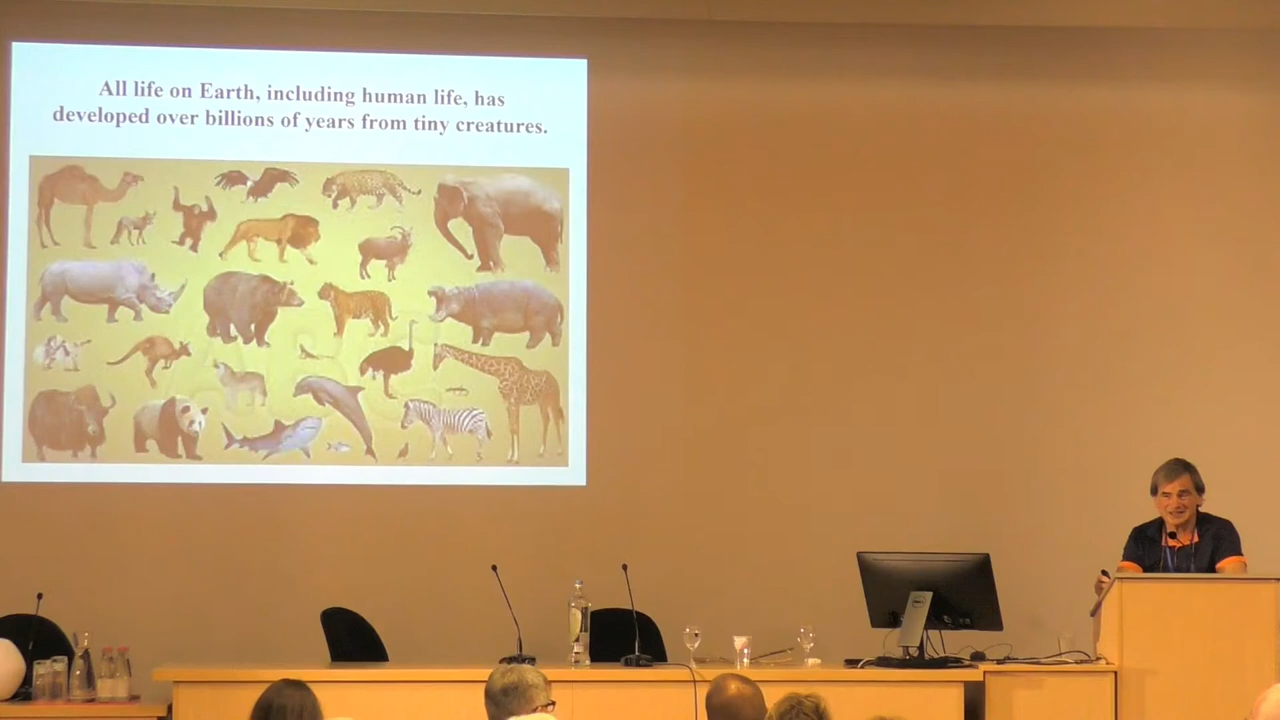 All life on Earth, including human life, has
developed over billions of years from tiny creatures.